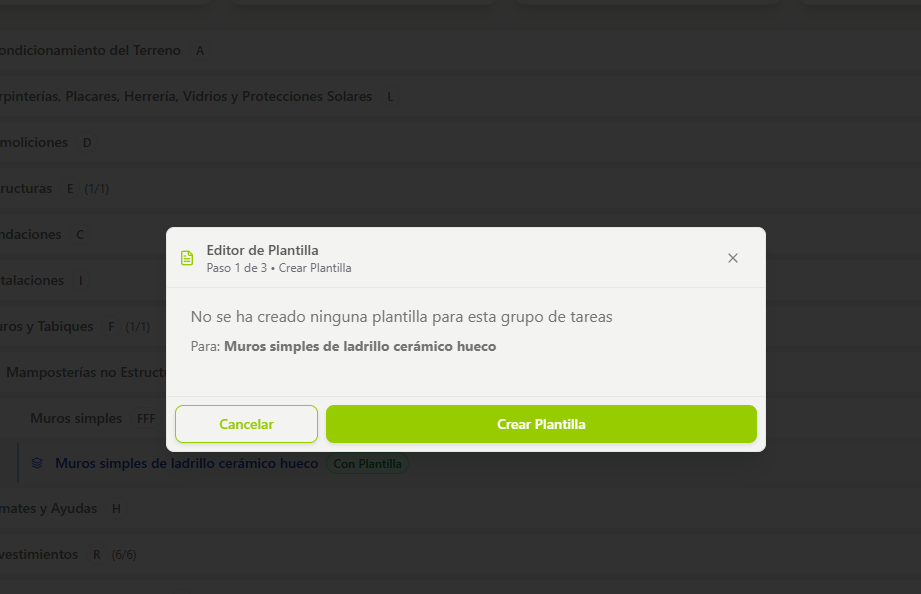 ondicionamiento del Terreno A
rpinterías, Placares, Herrería, Vidrios y Protecciones Solares L
moliciones D
ructuras E (1/1)
ndaciones C
Editor de Plantilla
Paso 1 de 3 • Crear Plantilla
talaciones I
No se ha creado ninguna plantilla para esta grupo de tareas
ros y Tabiques F (1/1)
Para: Muros simples de ladrillo cerámico hueco
Mamposterías no Estructu
Muros simples FFF
Cancelar Crear Plantilla
Muros simples de ladrillo cerámico hueco Con Plantilla
mates y Ayudas H
vestimientos R (6/6)